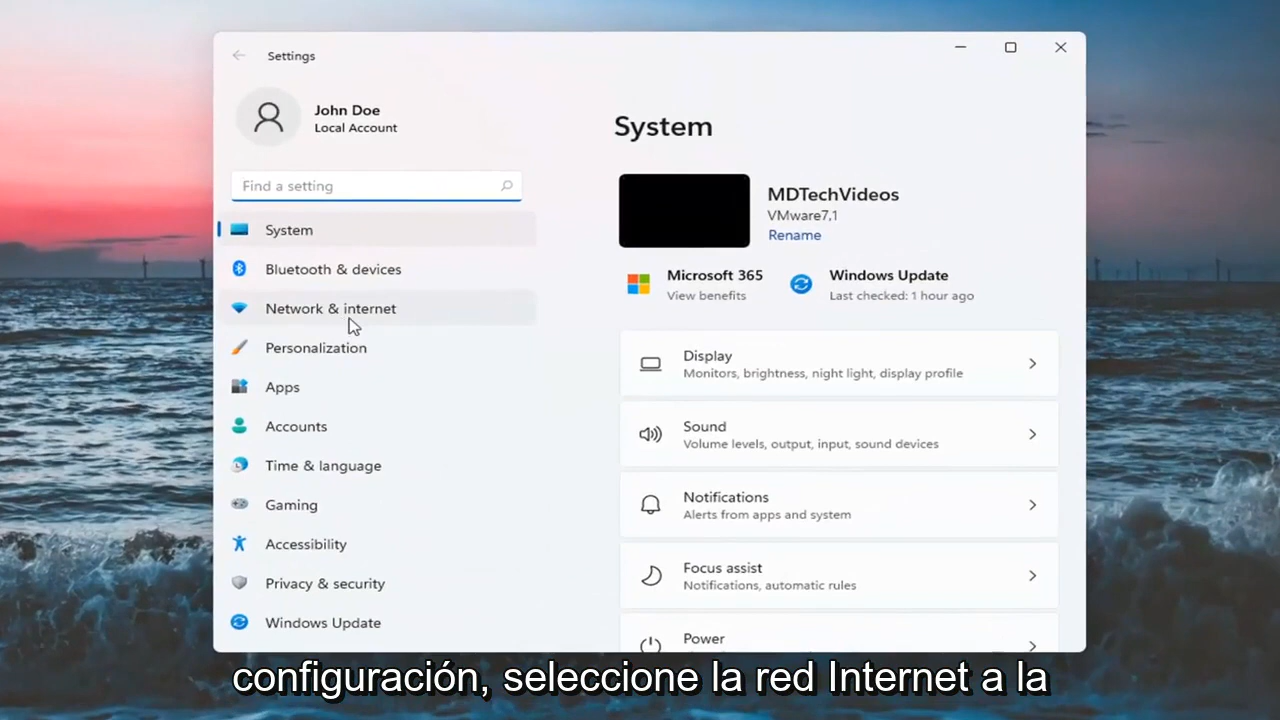 Settings
John Doe
Local Account
Find a setting
System
Bluetooth & devices
Network & internet
Personalization
Apps
Accounts
Time & language
Gaming
Accessibility
Privacy & security
Windows Update
System
MDTechVideos
VMware7,1
Rename
Microsoft 365
View benefits
Windows Update
Last checked: 1 hour ago
Display
Monitors, brightness, night light, display profile
Sound
Volume levels, output, input, sound devices
Notifications
Alerts from apps and system
Focus assist
Notifications, automatic rules
Power
configuración, seleccione la red Internet a la